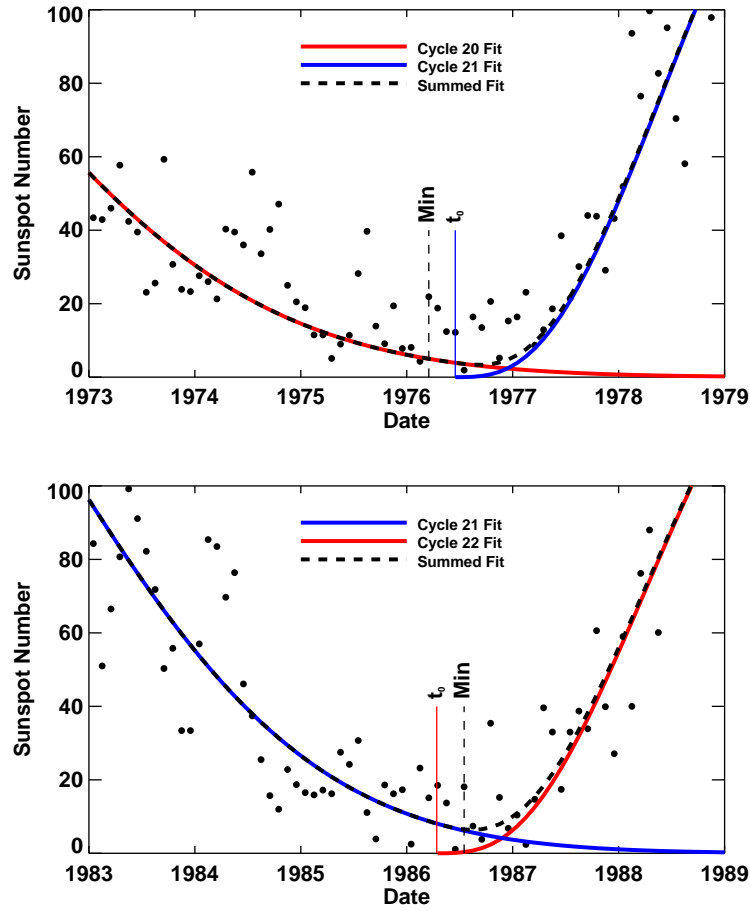 100
80
60
40
20
0
Sunspot Number
Cycle 20 Fit
Cycle 21 Fit
Summed Fit
Min
t₀
1973 1974 1975 1976 1977 1978 1979
Date
100
80
60
40
20
0
Sunspot Number
Cycle 21 Fit
Cycle 22 Fit
Summed Fit
t₀
Min
1983 1984 1985 1986 1987 1988 1989
Date